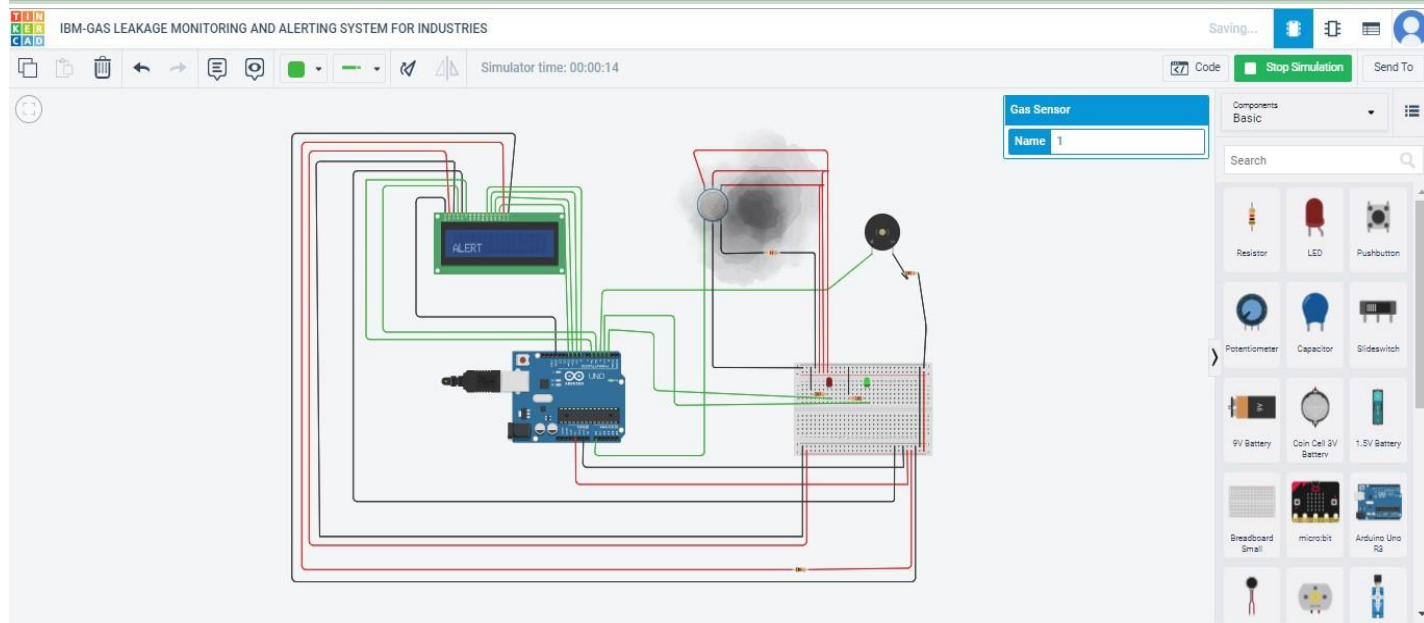 TIN
KER
CAD
IBM-GAS LEAKAGE MONITORING AND ALERTING SYSTEM FOR INDUSTRIES
Saving...
Simulator time: 00:00:14
Code
Stop Simulation
Send To
Gas Sensor
Name 1
Components
Basic
Search
ALERT
UNO
ARDUINO
Resistor
LED
Pushbutton
Potentiometer
Capacitor
Slideswitch
9V Battery
Coin Cell 3V
Battery
1.5V Battery
Breadboard
Small
micro:bit
Arduino Uno
R3